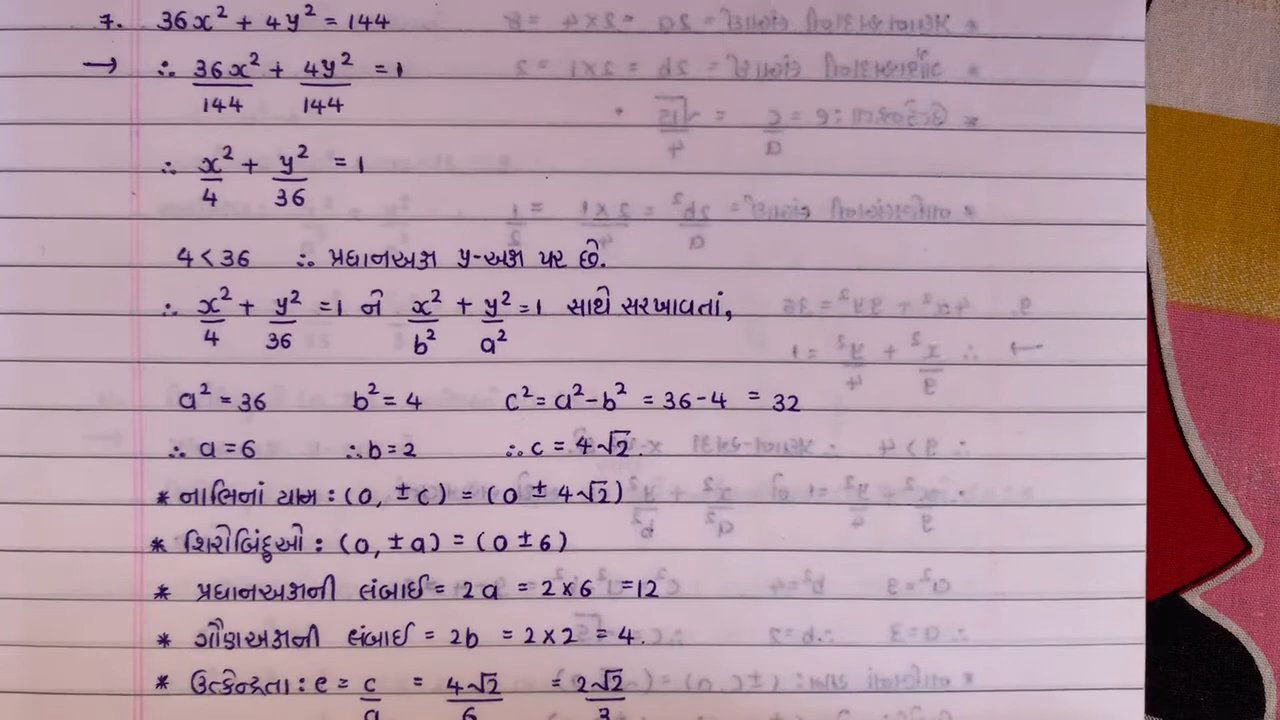 7. 36x² + 4y² = 144
→ ∴ 36x²/144 + 4y²/144 = 1
∴ x²/4 + y²/36 = 1
4 < 36 ∴ પ્રધાનઅક્ષ y-અક્ષ પર છે.
∴ x²/4 + y²/36 = 1 ને x²/b² + y²/a² = 1 સાથે સરખાવતાં,
a² = 36 b² = 4 c² = a² - b² = 36 - 4 = 32
∴ a = 6 ∴ b = 2 ∴ c = 4√2.
* નાભિનાં યામ : (0, ±c) = (0 ± 4√2)
* શિરોબિંદુઓ : (0, ±a) = (0 ± 6)
* પ્રધાનઅક્ષની લંબાઈ = 2a = 2 × 6 = 12
* ગૌણઅક્ષની લંબાઈ = 2b = 2 × 2 = 4.
* ઉત્કેન્દ્રતા : e = c/a = 4√2/6 = 2√2/3